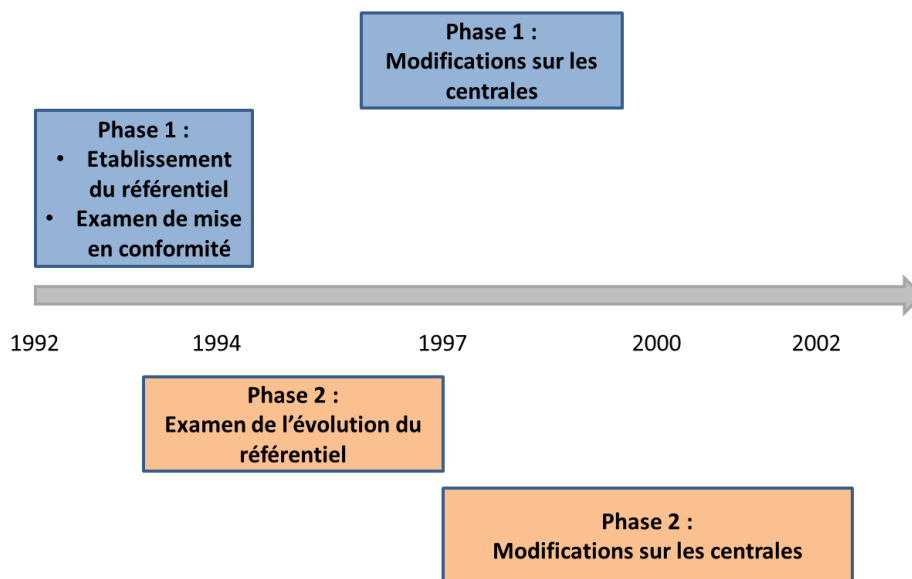 Phase 1 :
Modifications sur les
centrales
Phase 1 :
• Etablissement
du référentiel
• Examen de mise
en conformité
1992 1994 1997 2000 2002
Phase 2 :
Examen de l’évolution du
référentiel
Phase 2 :
Modifications sur les centrales